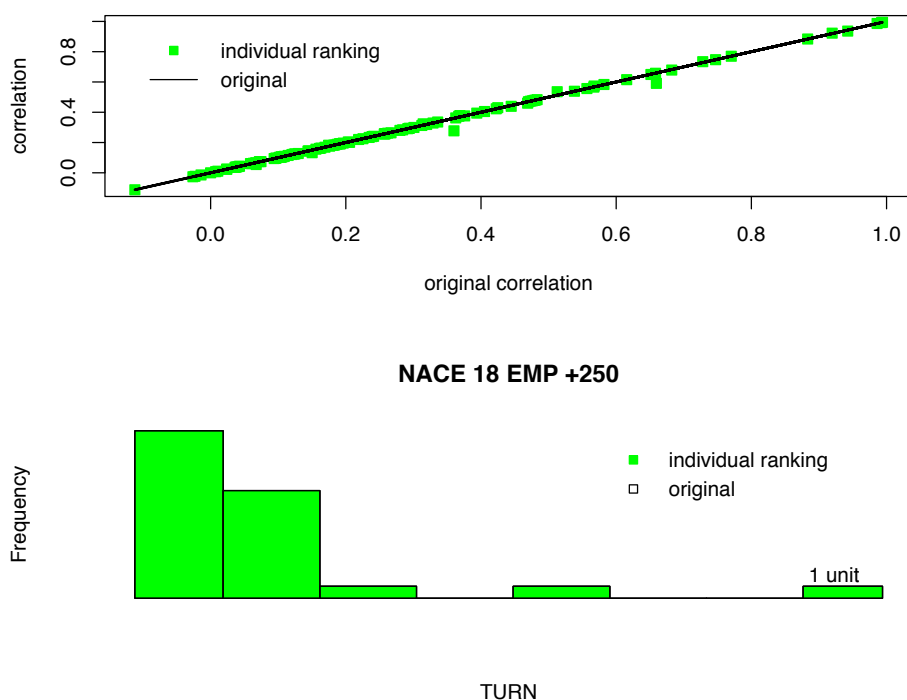 correlation
0.0
0.4
0.8
individual ranking
original
0.0 0.2 0.4 0.6 0.8 1.0
original correlation
NACE 18 EMP +250
Frequency
individual ranking
original
1 unit
TURN